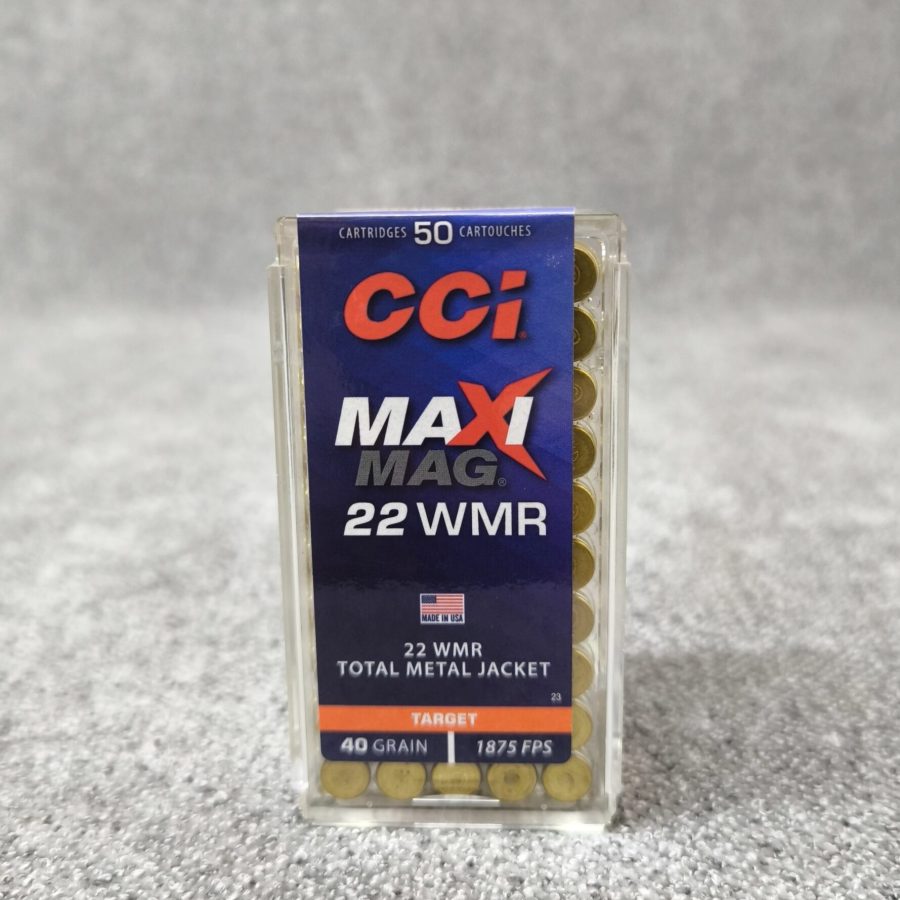 CARTRIDGES 50 CARTOUCHES
CCI®
MAXI
MAG®
22 WMR
MADE IN USA
22 WMR
TOTAL METAL JACKET
23
TARGET
40 GRAIN 1875 FPS